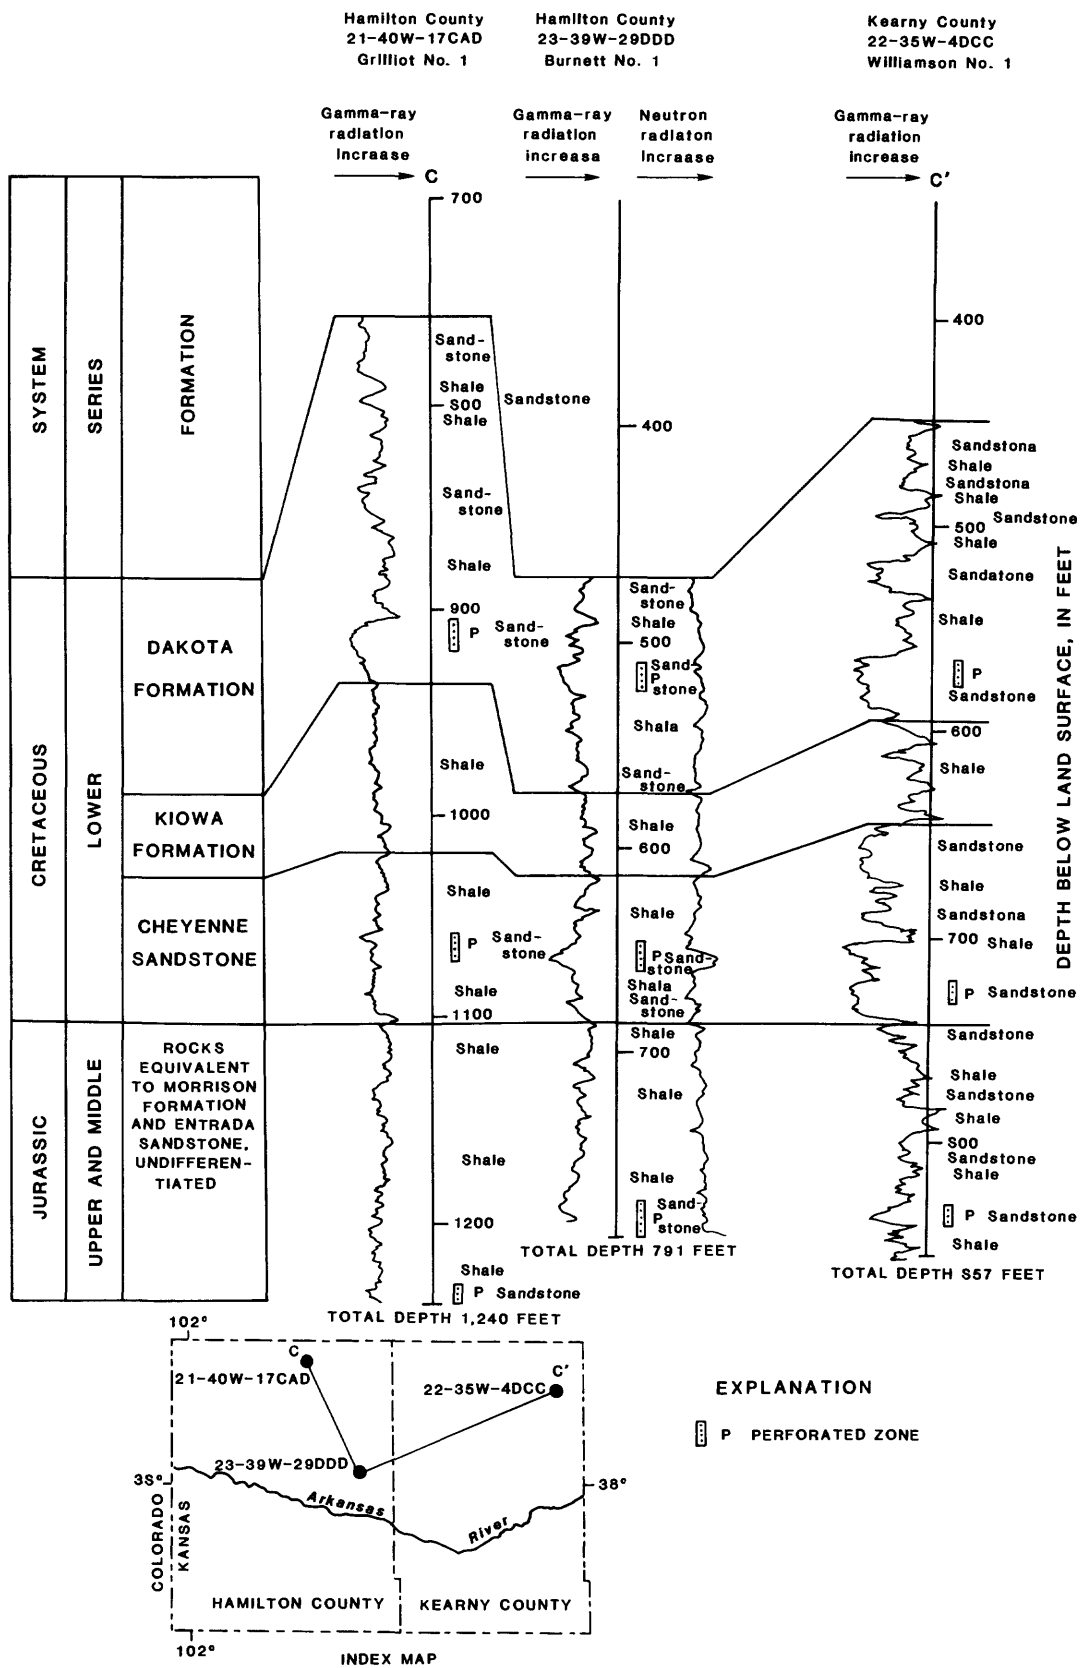 Hamilton County
21-40W-17CAD
Grilliot No. 1
Hamilton County
23-39W-29DDD
Burnett No. 1
Kearny County
22-35W-4DCC
Williamson No. 1
Gamma-ray
radiation
Incraase
C
Gamma-ray
radiation
increasa
Neutron
radiaton
Incraase
Gamma-ray
radiation
increase
C'
SYSTEM
SERIES
FORMATION
CRETACEOUS
LOWER
DAKOTA
FORMATION
KIOWA
FORMATION
CHEYENNE
SANDSTONE
JURASSIC
UPPER AND MIDDLE
ROCKS
EQUIVALENT
TO MORRISON
FORMATION
AND ENTRADA
SANDSTONE,
UNDIFFEREN-
TIATED
700
Sand-
stone
Shale
S00
Shale
Sand-
stone
Shale
900
P
Shale
1000
Shale
P
Shale
1100
Shale
Shale
1200
Shale
P Sandstone
TOTAL DEPTH 1,240 FEET
Sandstone
Sand-
stone
Sand-
stone
400
Sand-
stone
Shale
500
Sand-
P
stone
Shala
Sand-
stone
Shale
600
Shale
P Sand-
stone
Shala
Sand-
stone
Shale
700
Shale
Shale
Sand-
P
stone
TOTAL DEPTH 791 FEET
400
Sandstona
Shale
Sandstona
Shale
Sandstone
500
Shale
Sandatone
Shale
P
Sandstone
600
Shale
Sandstone
Shale
Sandstona
700
Shale
P Sandstone
Sandstone
Shale
Sandstone
Shale
S00
Sandstone
Shale
P Sandstone
Shale
TOTAL DEPTH S57 FEET
DEPTH BELOW LAND SURFACE, IN FEET
102°
C
21-40W-17CAD
C'
22-35W-4DCC
23-39W-29DDD
3S°
38°
Arkansas
River
COLORADO
KANSAS
HAMILTON COUNTY
KEARNY COUNTY
102°
INDEX MAP
EXPLANATION
P PERFORATED ZONE